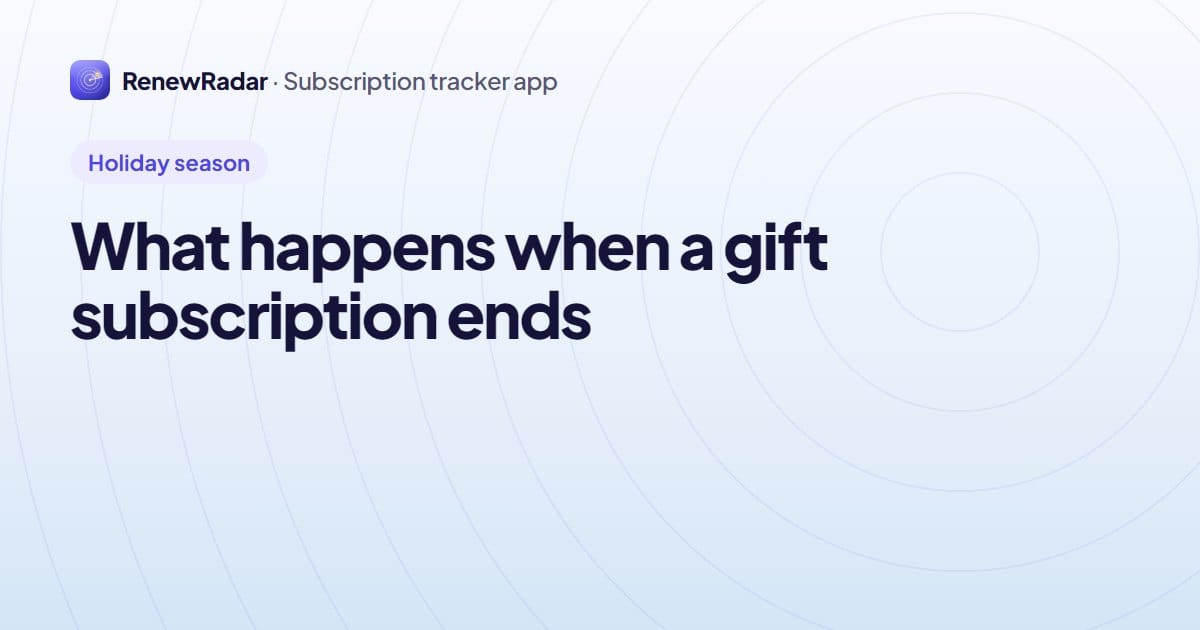 RenewRadar · Subscription tracker app
Holiday season
What happens when a gift
subscription ends